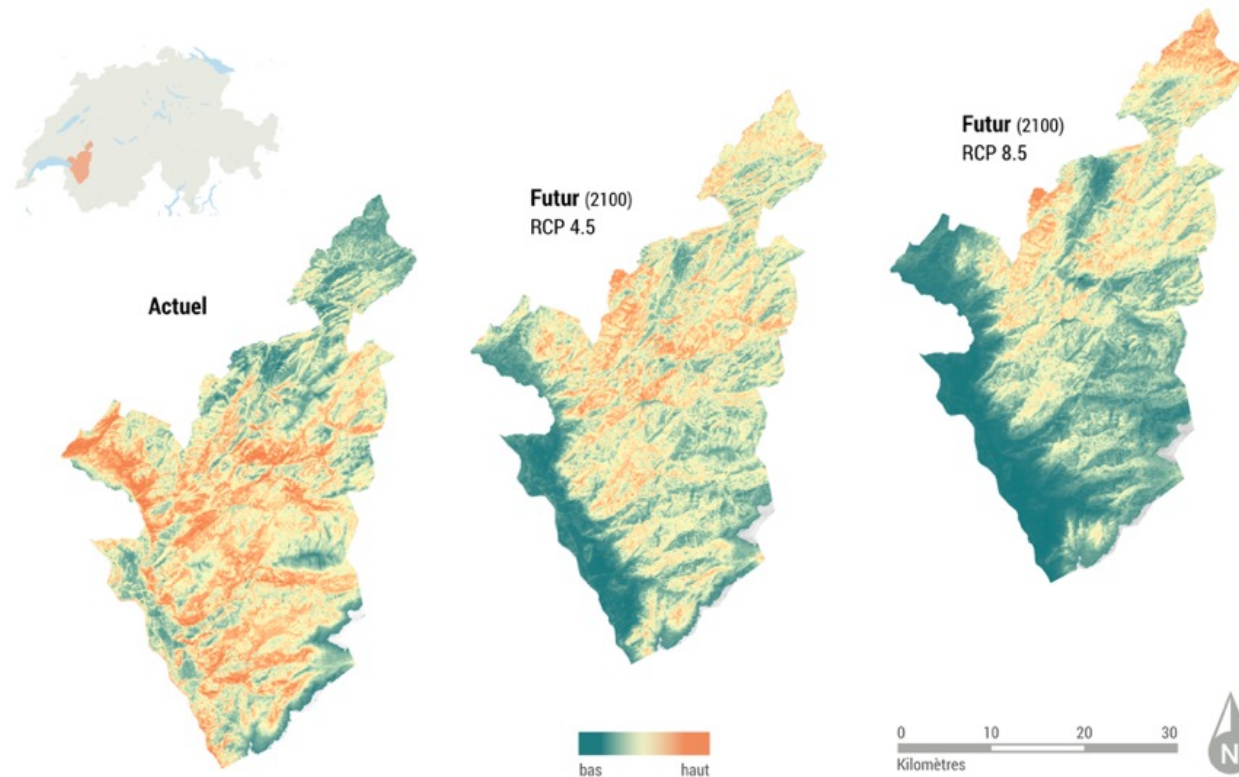 Actuel
Futur (2100)
RCP 4.5
Futur (2100)
RCP 8.5
bas haut
0 10 20 30
Kilomètres
N